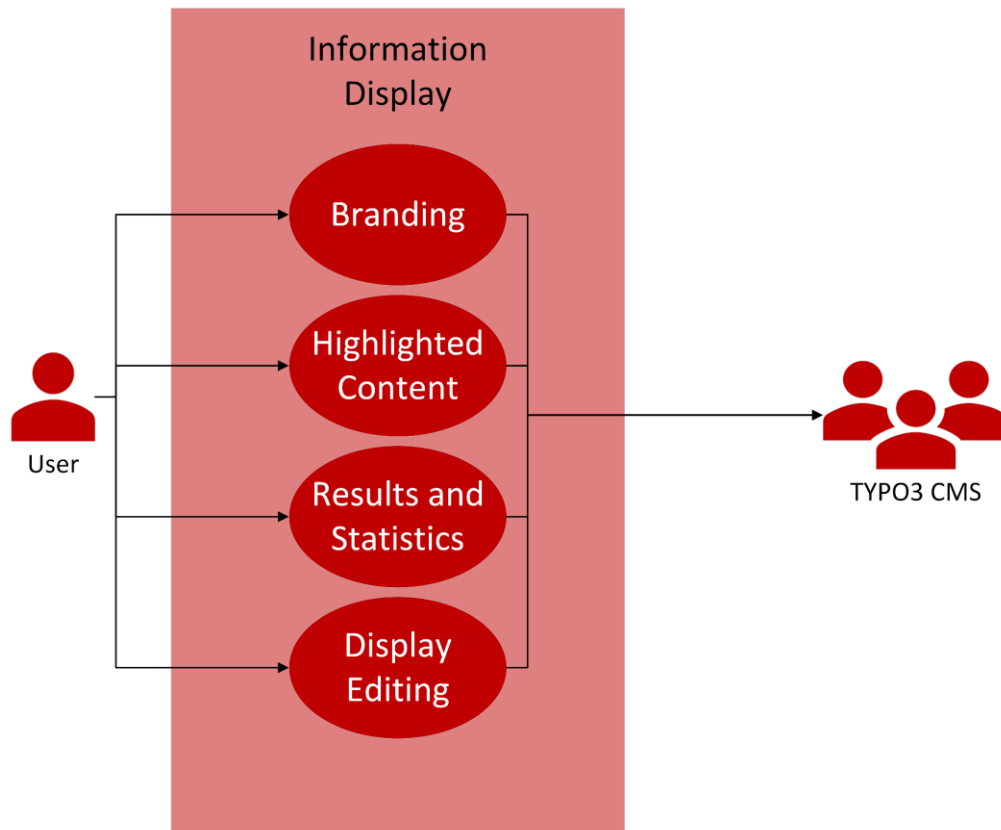 Information
Display
Branding
Highlighted
Content
User
Results and
Statistics
TYPO3 CMS
Display
Editing